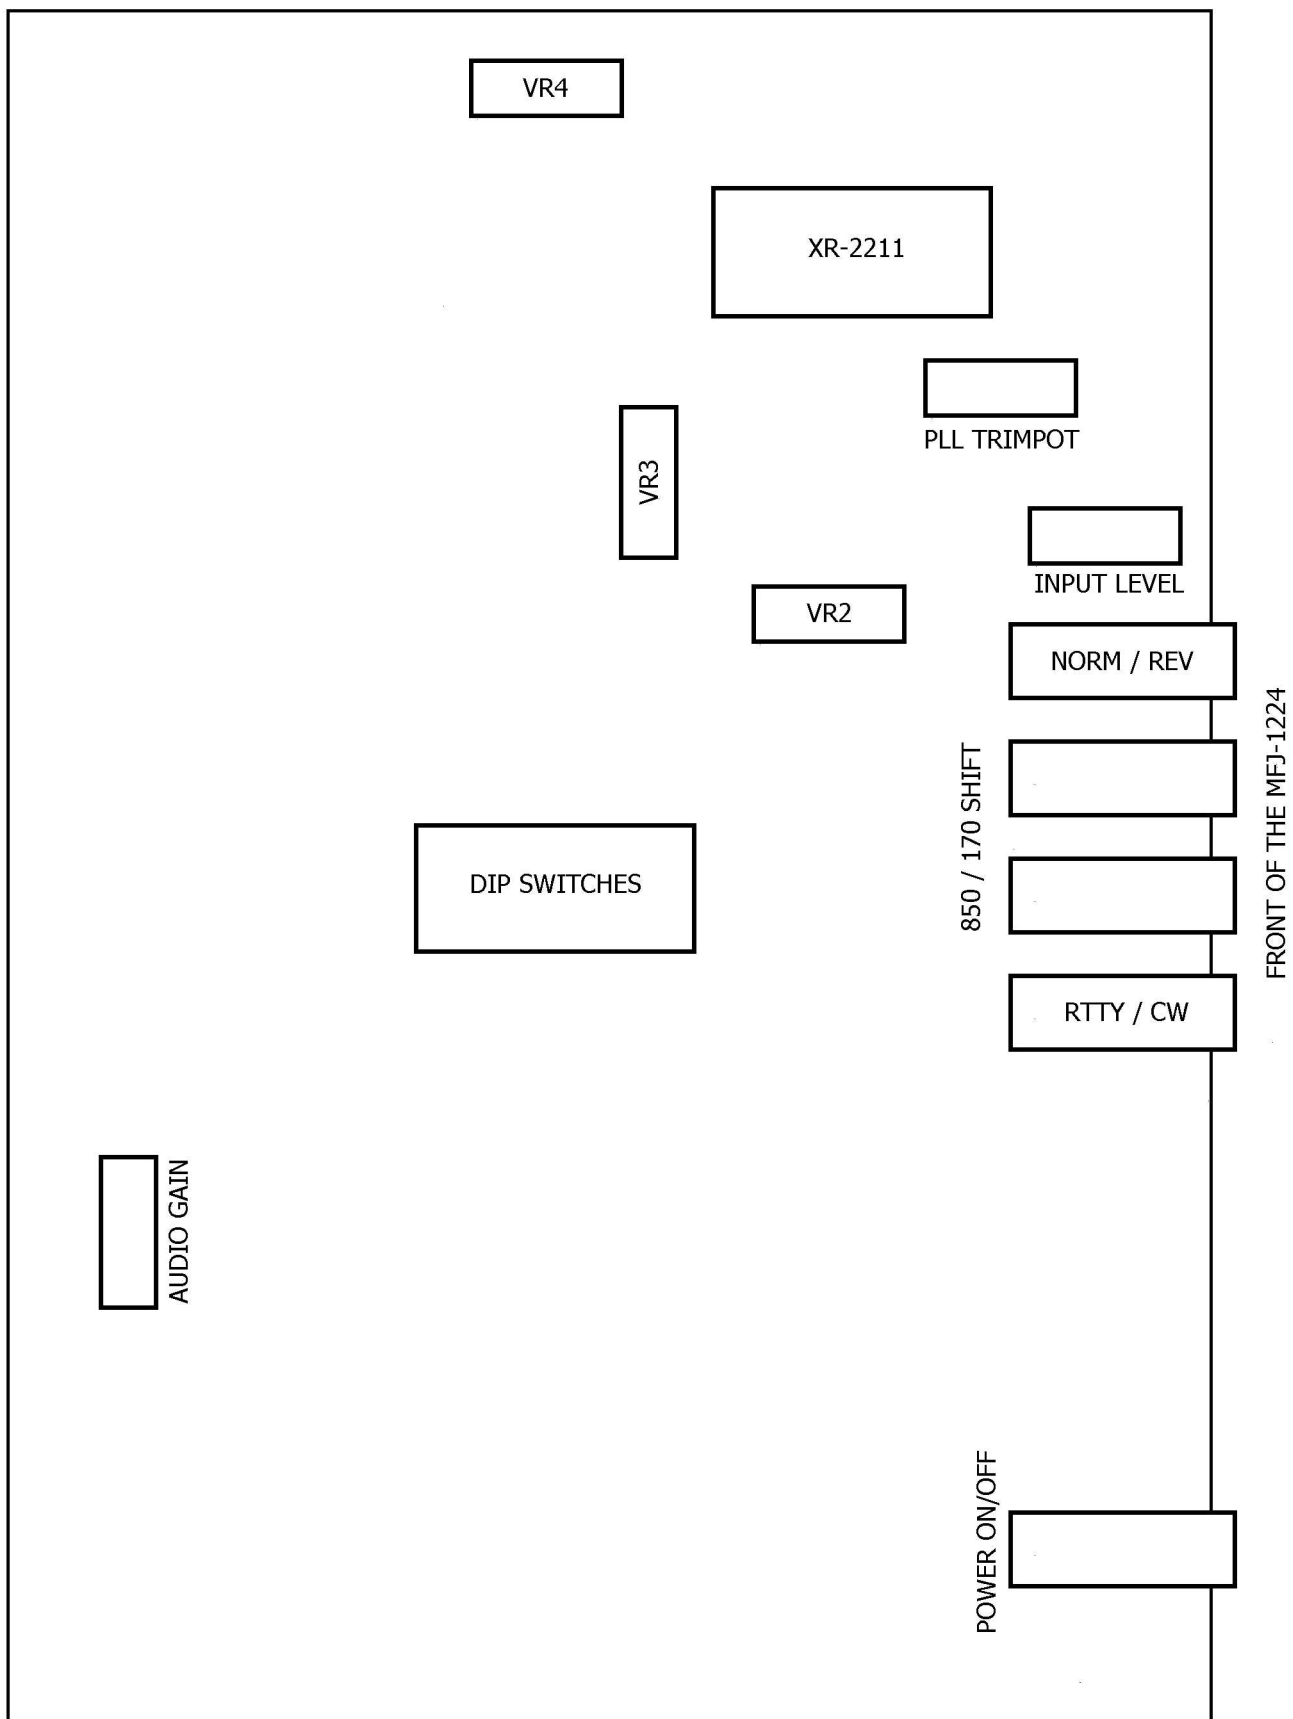 VR4
XR-2211
PLL TRIMPOT
VR3
INPUT LEVEL
VR2
NORM / REV
850 / 170 SHIFT
FRONT OF THE MFJ-1224
DIP SWITCHES
RTTY / CW
AUDIO GAIN
POWER ON/OFF